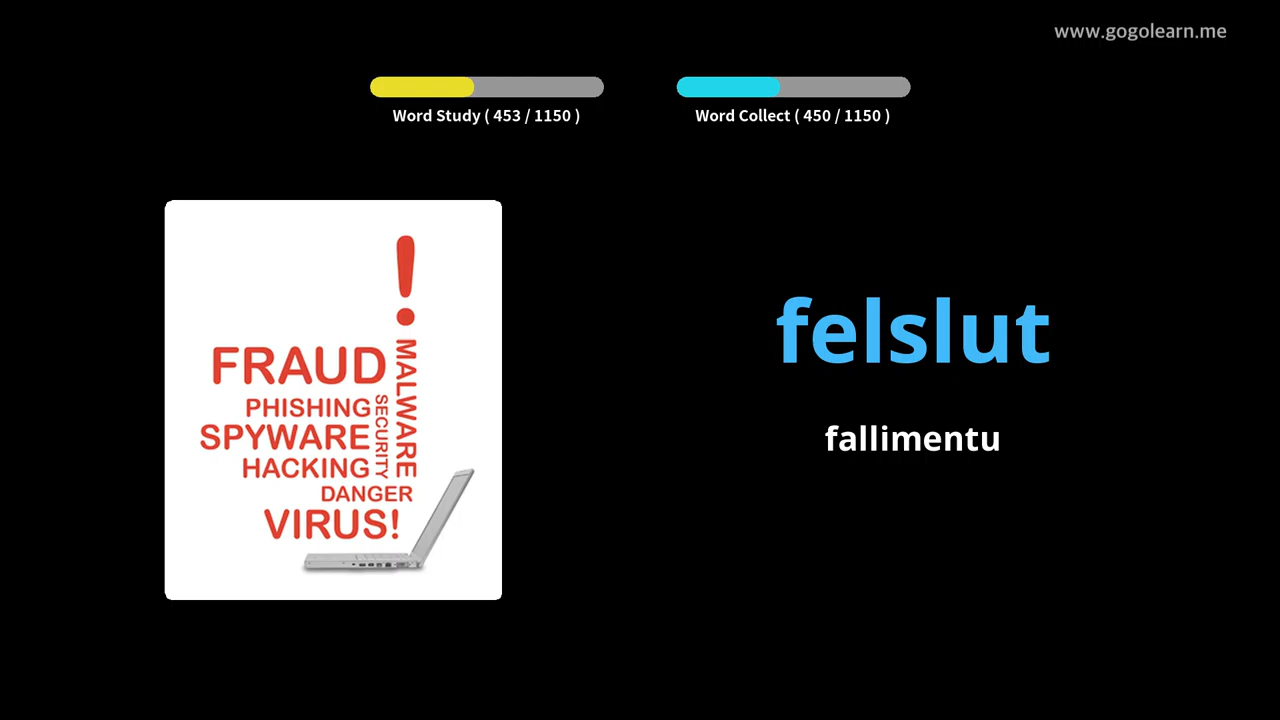 www.gogolearn.me
Word Study ( 453 / 1150 )
Word Collect ( 450 / 1150 )
!
FRAUD
MALWARE
PHISHING
SECURITY
SPYWARE
HACKING
DANGER
VIRUS!
felslut
fallimentu